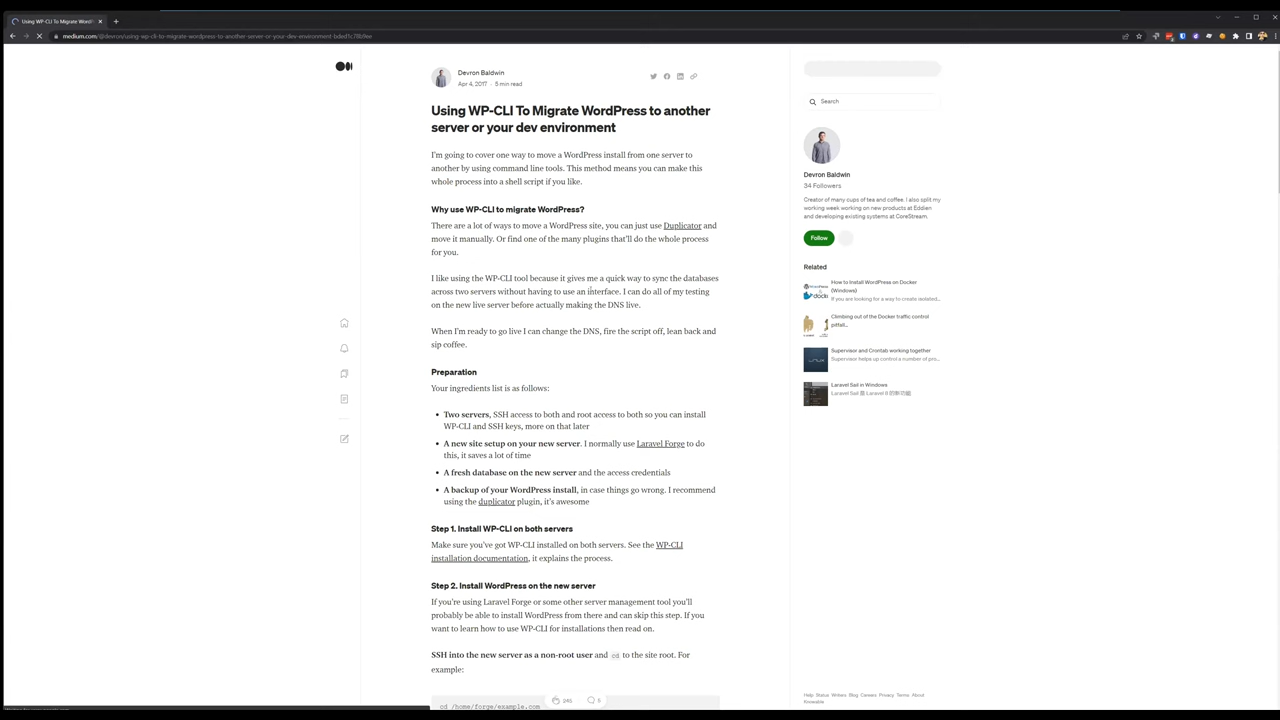 Using WP-CLI To Migrate Word
medium.com/@devron/using-wp-cli-to-migrate-wordpress-to-another-server-or-your-dev-environment-bded1c78b9ee
Devron Baldwin
Apr 4, 2017 · 5 min read
Using WP-CLI To Migrate WordPress to another
server or your dev environment
I'm going to cover one way to move a WordPress install from one server to
another by using command line tools. This method means you can make this
whole process into a shell script if you like.
Why use WP-CLI to migrate WordPress?
There are a lot of ways to move a WordPress site, you can just use Duplicator and
move it manually. Or find one of the many plugins that'll do the whole process
for you.
I like using the WP-CLI tool because it gives me a quick way to sync the databases
across two servers without having to use an interface. I can do all of my testing
on the new live server before actually making the DNS live.
When I'm ready to go live I can change the DNS, fire the script off, lean back and
sip coffee.
Preparation
Your ingredients list is as follows:
• Two servers, SSH access to both and root access to both so you can install
WP-CLI and SSH keys, more on that later
• A new site setup on your new server. I normally use Laravel Forge to do
this, it saves a lot of time
• A fresh database on the new server and the access credentials
• A backup of your WordPress install, in case things go wrong. I recommend
using the duplicator plugin, it's awesome
Step 1. Install WP-CLI on both servers
Make sure you've got WP-CLI installed on both servers. See the WP-CLI
installation documentation, it explains the process.
Step 2. Install WordPress on the new server
If you're using Laravel Forge or some other server management tool you'll
probably be able to install WordPress from there and can skip this step. If you
want to learn how to use WP-CLI for installations then read on.
SSH into the new server as a non-root user and cd to the site root. For
example:
cd /home/forge/example.com
245
5
Search
Devron Baldwin
34 Followers
Creator of many cups of tea and coffee. I also split my
working week working on new products at Eddien
and developing existing systems at CoreStream.
Follow
Related
How to Install WordPress on Docker
(Windows)
If you are looking for a way to create isolated...
Climbing out of the Docker traffic control
pitfall...
Supervisor and Crontab working together
Supervisor helps up control a number of pro...
Laravel Sail in Windows
Laravel Sail 是 Laravel 8 的新功能
Help Status Writers Blog Careers Privacy Terms About
Knowable